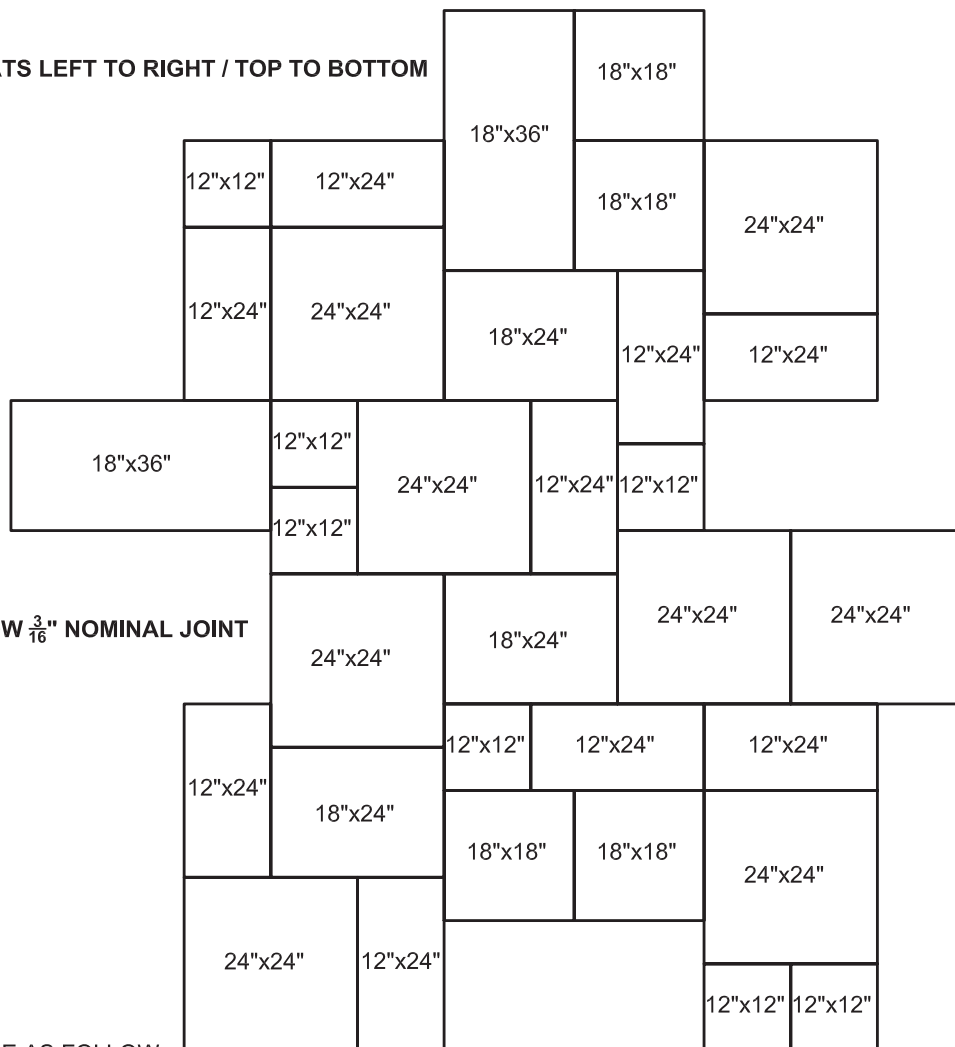 LEFT TO RIGHT / TOP TO BOTTOM
18"x18"
18"x36"
12"x12" 12"x24"
18"x18"
24"x24"
12"x24" 24"x24"
18"x24"
12"x24" 12"x24"
12"x12"
18"x36"
24"x24" 12"x24" 12"x12"
12"x12"
24"x24" 24"x24"
3/16" NOMINAL JOINT
18"x24"
24"x24"
12"x12" 12"x24" 12"x24"
12"x24"
18"x24"
18"x18" 18"x18"
24"x24"
24"x24" 12"x24"
12"x12" 12"x12"